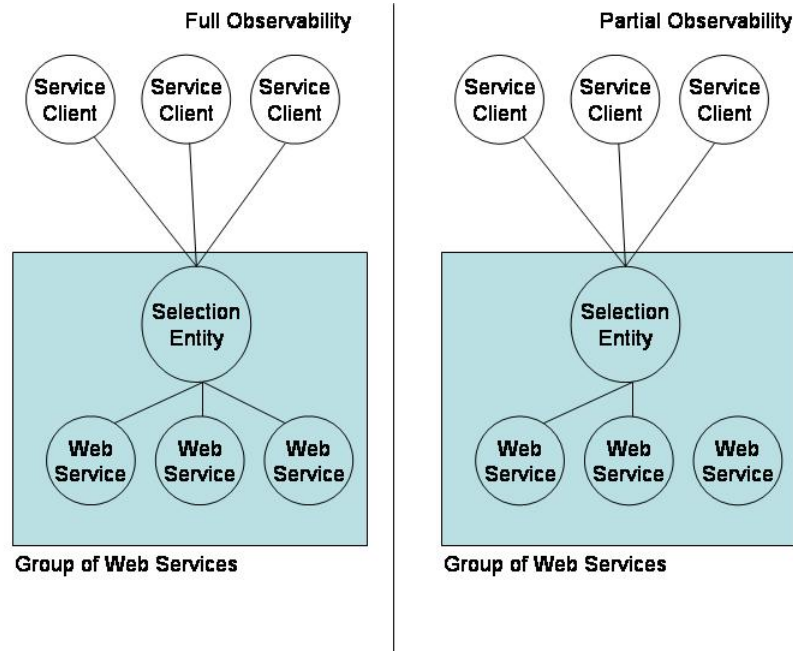 Full Observability
Service
Client
Service
Client
Service
Client
Selection
Entity
Web
Service
Web
Service
Web
Service
Group of Web Services
Partial Observability
Service
Client
Service
Client
Service
Client
Selection
Entity
Web
Service
Web
Service
Web
Service
Group of Web Services